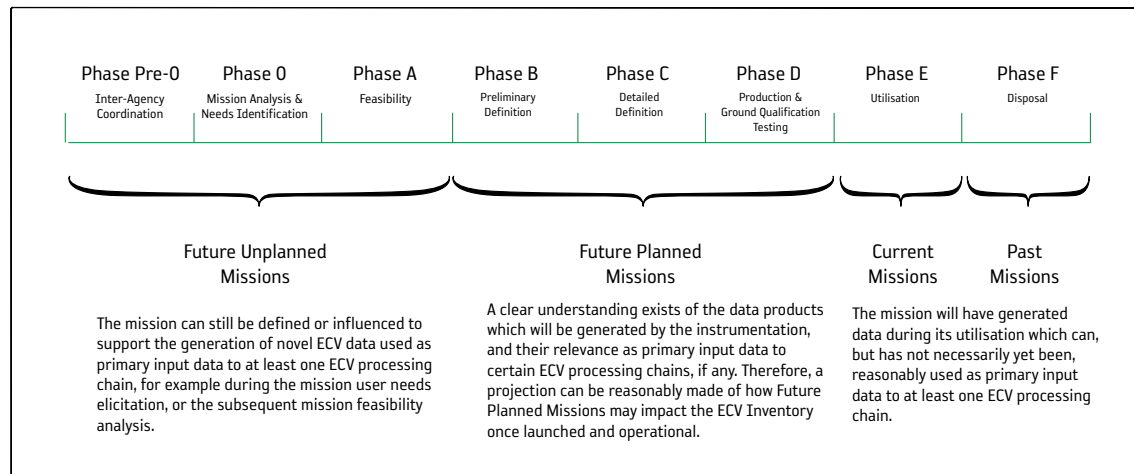 Phase Pre-0
Inter-Agency
Coordination
Phase 0
Mission Analysis &
Needs Identification
Phase A
Feasibility
Phase B
Preliminary
Definition
Phase C
Detailed
Definition
Phase D
Production &
Ground Qualification
Testing
Phase E
Utilisation
Phase F
Disposal
Future Unplanned
Missions
The mission can still be defined or influenced to
support the generation of novel ECV data used as
primary input data to at least one ECV processing
chain, for example during the mission user needs
elicitation, or the subsequent mission feasibility
analysis.
Future Planned
Missions
A clear understanding exists of the data products
which will be generated by the instrumentation,
and their relevance as primary input data to
certain ECV processing chains, if any. Therefore, a
projection can be reasonably made of how Future
Planned Missions may impact the ECV Inventory
once launched and operational.
Current
Missions
Past
Missions
The mission will have generated
data during its utilisation which can,
but has not necessarily yet been,
reasonably used as primary input
data to at least one ECV processing
chain.